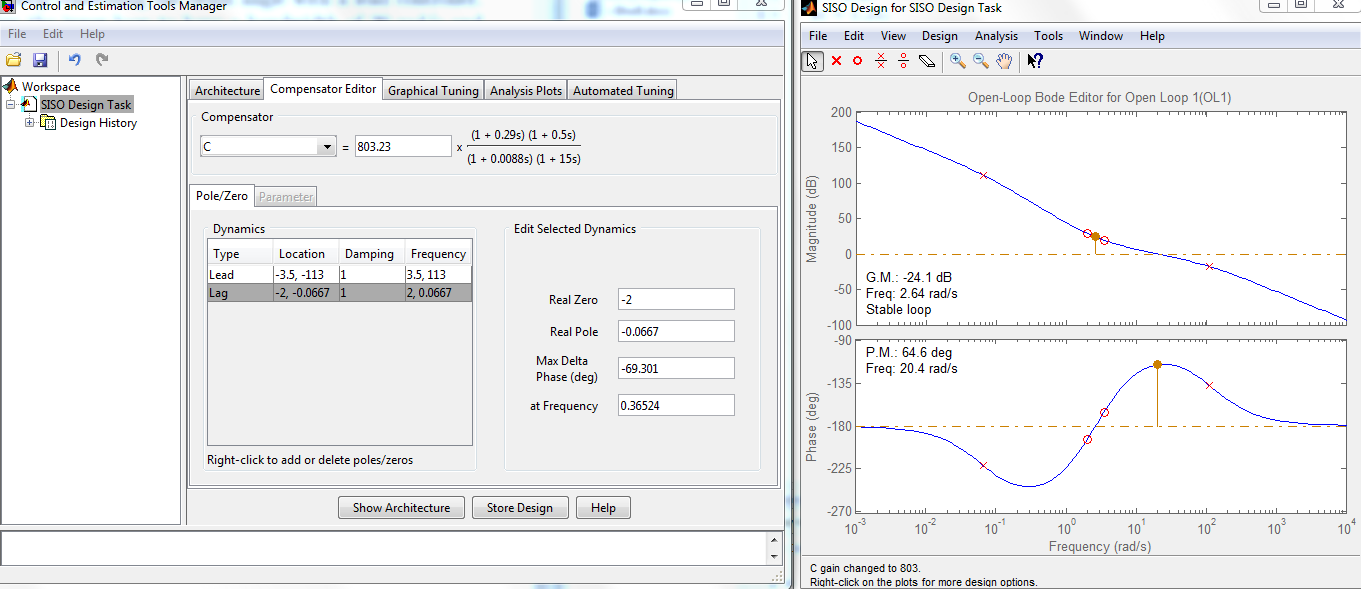 Control and Estimation Tools Manager
File Edit Help
Workspace
SISO Design Task
Design History
Architecture Compensator Editor Graphical Tuning Analysis Plots Automated Tuning
Compensator
C = 803.23 x (1 + 0.29s) (1 + 0.5s)
(1 + 0.0088s) (1 + 15s)
Pole/Zero Parameter
Dynamics
Type Location Damping Frequency
Lead -3.5, -113 1 3.5, 113
Lag -2, -0.0667 1 2, 0.0667
Right-click to add or delete poles/zeros
Edit Selected Dynamics
Real Zero -2
Real Pole -0.0667
Max Delta
Phase (deg) -69.301
at Frequency 0.36524
Show Architecture Store Design Help
SISO Design for SISO Design Task
File Edit View Design Analysis Tools Window Help
Open-Loop Bode Editor for Open Loop 1(OL1)
Magnitude (dB)
200
150
100
50
0
-50
-100
G.M.: -24.1 dB
Freq: 2.64 rad/s
Stable loop
Phase (deg)
-90
-135
-180
-225
-270
P.M.: 64.6 deg
Freq: 20.4 rad/s
10^-3 10^-2 10^-1 10^0 10^1 10^2 10^3 10^4
Frequency (rad/s)
C gain changed to 803.
Right-click on the plots for more design options.